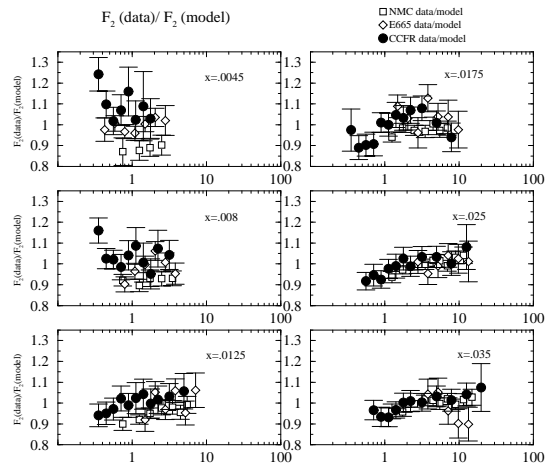 F2 (data)/ F2 (model)
NMC data/model
E665 data/model
CCFR data/model
F2(data)/F2(model)
1.3
1.2
1.1
1
0.9
0.8
x=.0045
1 10 100
1.3
1.2
1.1
1
0.9
0.8
x=.0175
0.1 1 10 100
F2(data)/F2(model)
1.3
1.2
1.1
1
0.9
0.8
x=.008
1 10 100
1.3
1.2
1.1
1
0.9
0.8
x=.025
0.1 1 10 100
F2(data)/F2(model)
1.3
1.2
1.1
1
0.9
0.8
x=.0125
1 10 100
1.3
1.2
1.1
1
0.9
0.8
x=.035
0.1 1 10 100